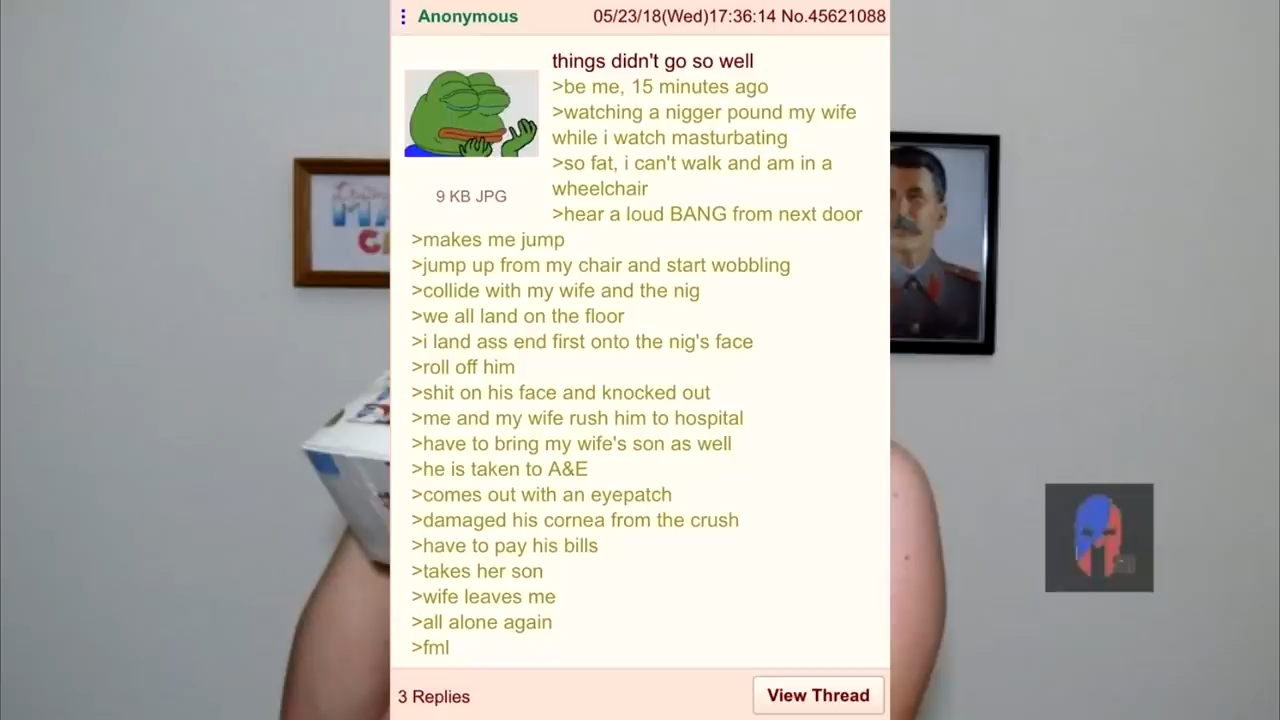 Anonymous 05/23/18(Wed)17:36:14 No.45621088
things didn't go so well
>be me, 15 minutes ago
>watching a nigger pound my wife
while i watch masturbating
>so fat, i can't walk and am in a
wheelchair
9 KB JPG
>hear a loud BANG from next door
>makes me jump
>jump up from my chair and start wobbling
>collide with my wife and the nig
>we all land on the floor
>i land ass end first onto the nig's face
>roll off him
>shit on his face and knocked out
>me and my wife rush him to hospital
>have to bring my wife's son as well
>he is taken to A&E
>comes out with an eyepatch
>damaged his cornea from the crush
>have to pay his bills
>takes her son
>wife leaves me
>all alone again
>fml
3 Replies
View Thread